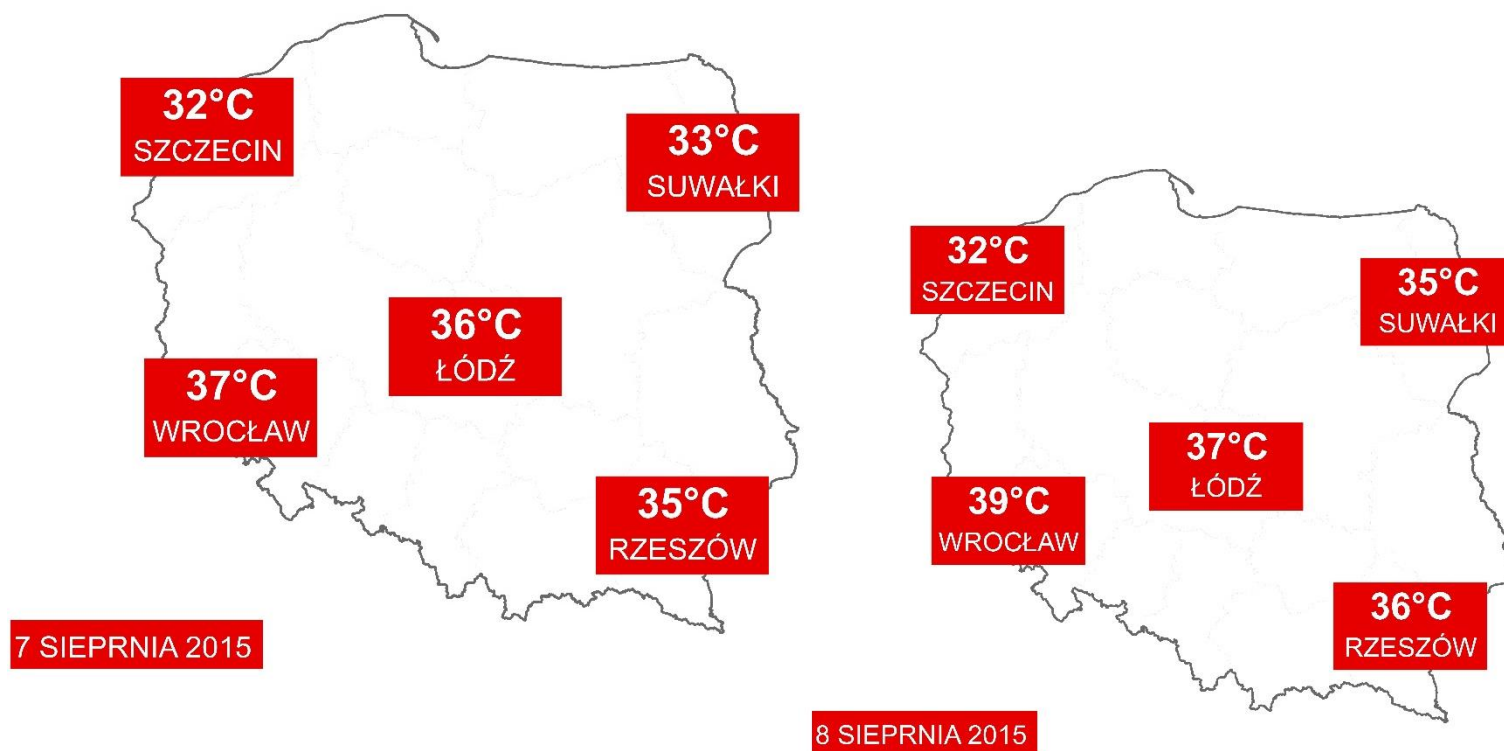 32°C
SZCZECIN
33°C
SUWAŁKI
36°C
ŁÓDŹ
37°C
WROCŁAW
35°C
RZESZÓW
7 SIEPRNIA 2015
32°C
SZCZECIN
35°C
SUWAŁKI
37°C
ŁÓDŹ
39°C
WROCŁAW
36°C
RZESZÓW
8 SIEPRNIA 2015